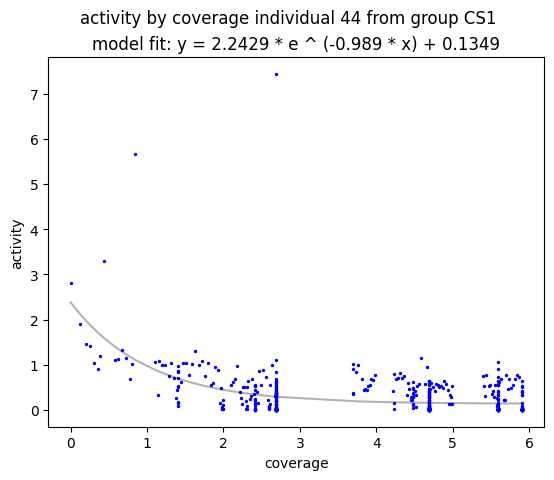 activity by coverage individual 44 from group CS1
model fit: y = 2.2429 * e ^ (-0.989 * x) + 0.1349
7
6
5
4
3
2
1
0
activity
0 1 2 3 4 5 6
coverage